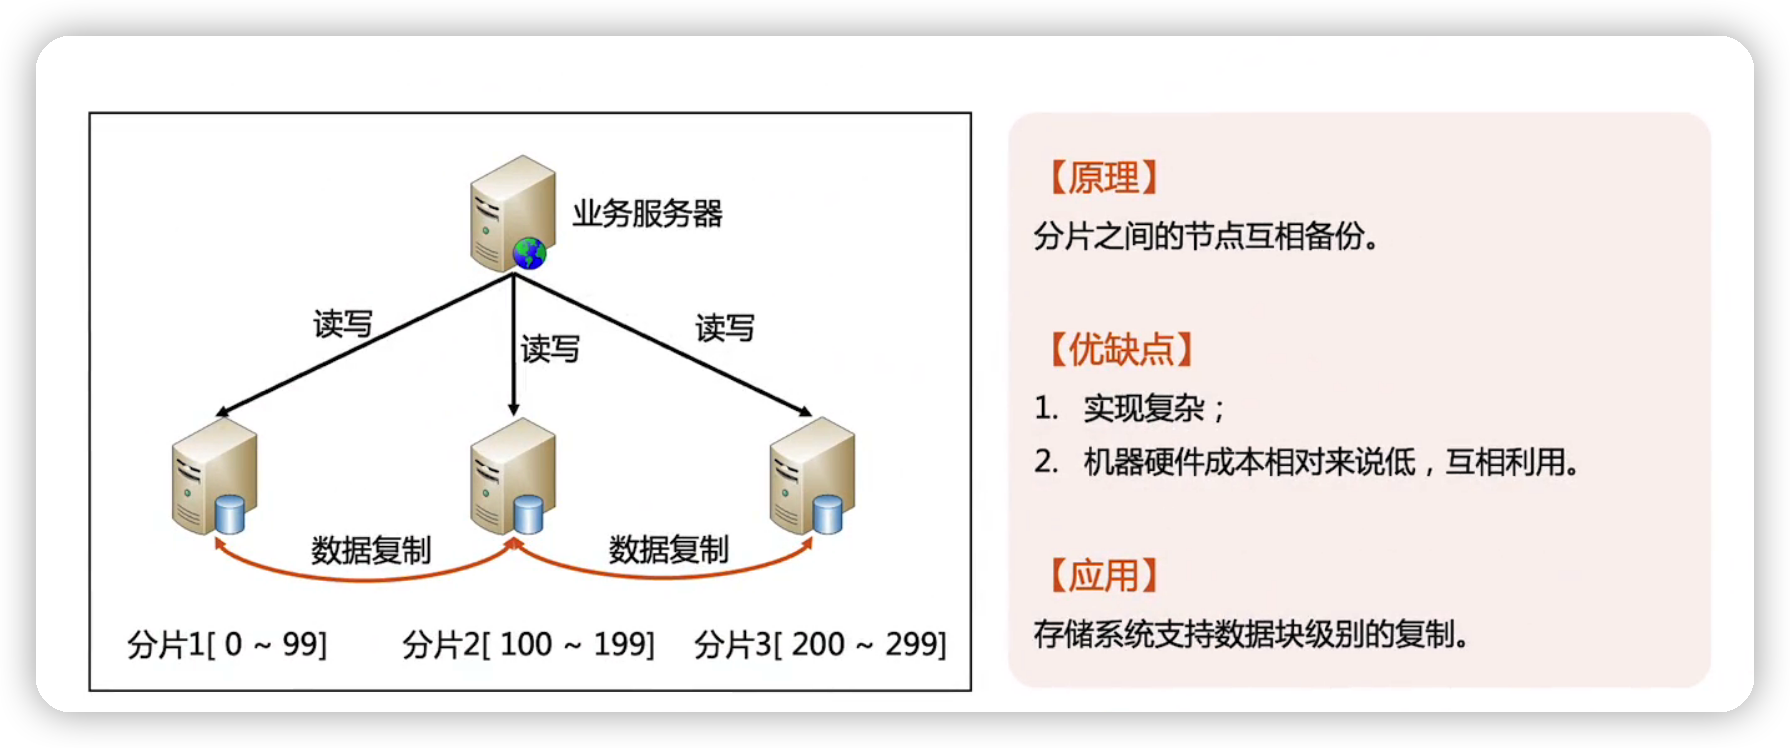 业务服务器
读写
读写
读写
数据复制
数据复制
分片1[ 0 ~ 99]
分片2[ 100 ~ 199]
分片3[ 200 ~ 299]
【原理】
分片之间的节点互相备份。
【优缺点】
1. 实现复杂；
2. 机器硬件成本相对来说低，互相利用。
【应用】
存储系统支持数据块级别的复制。